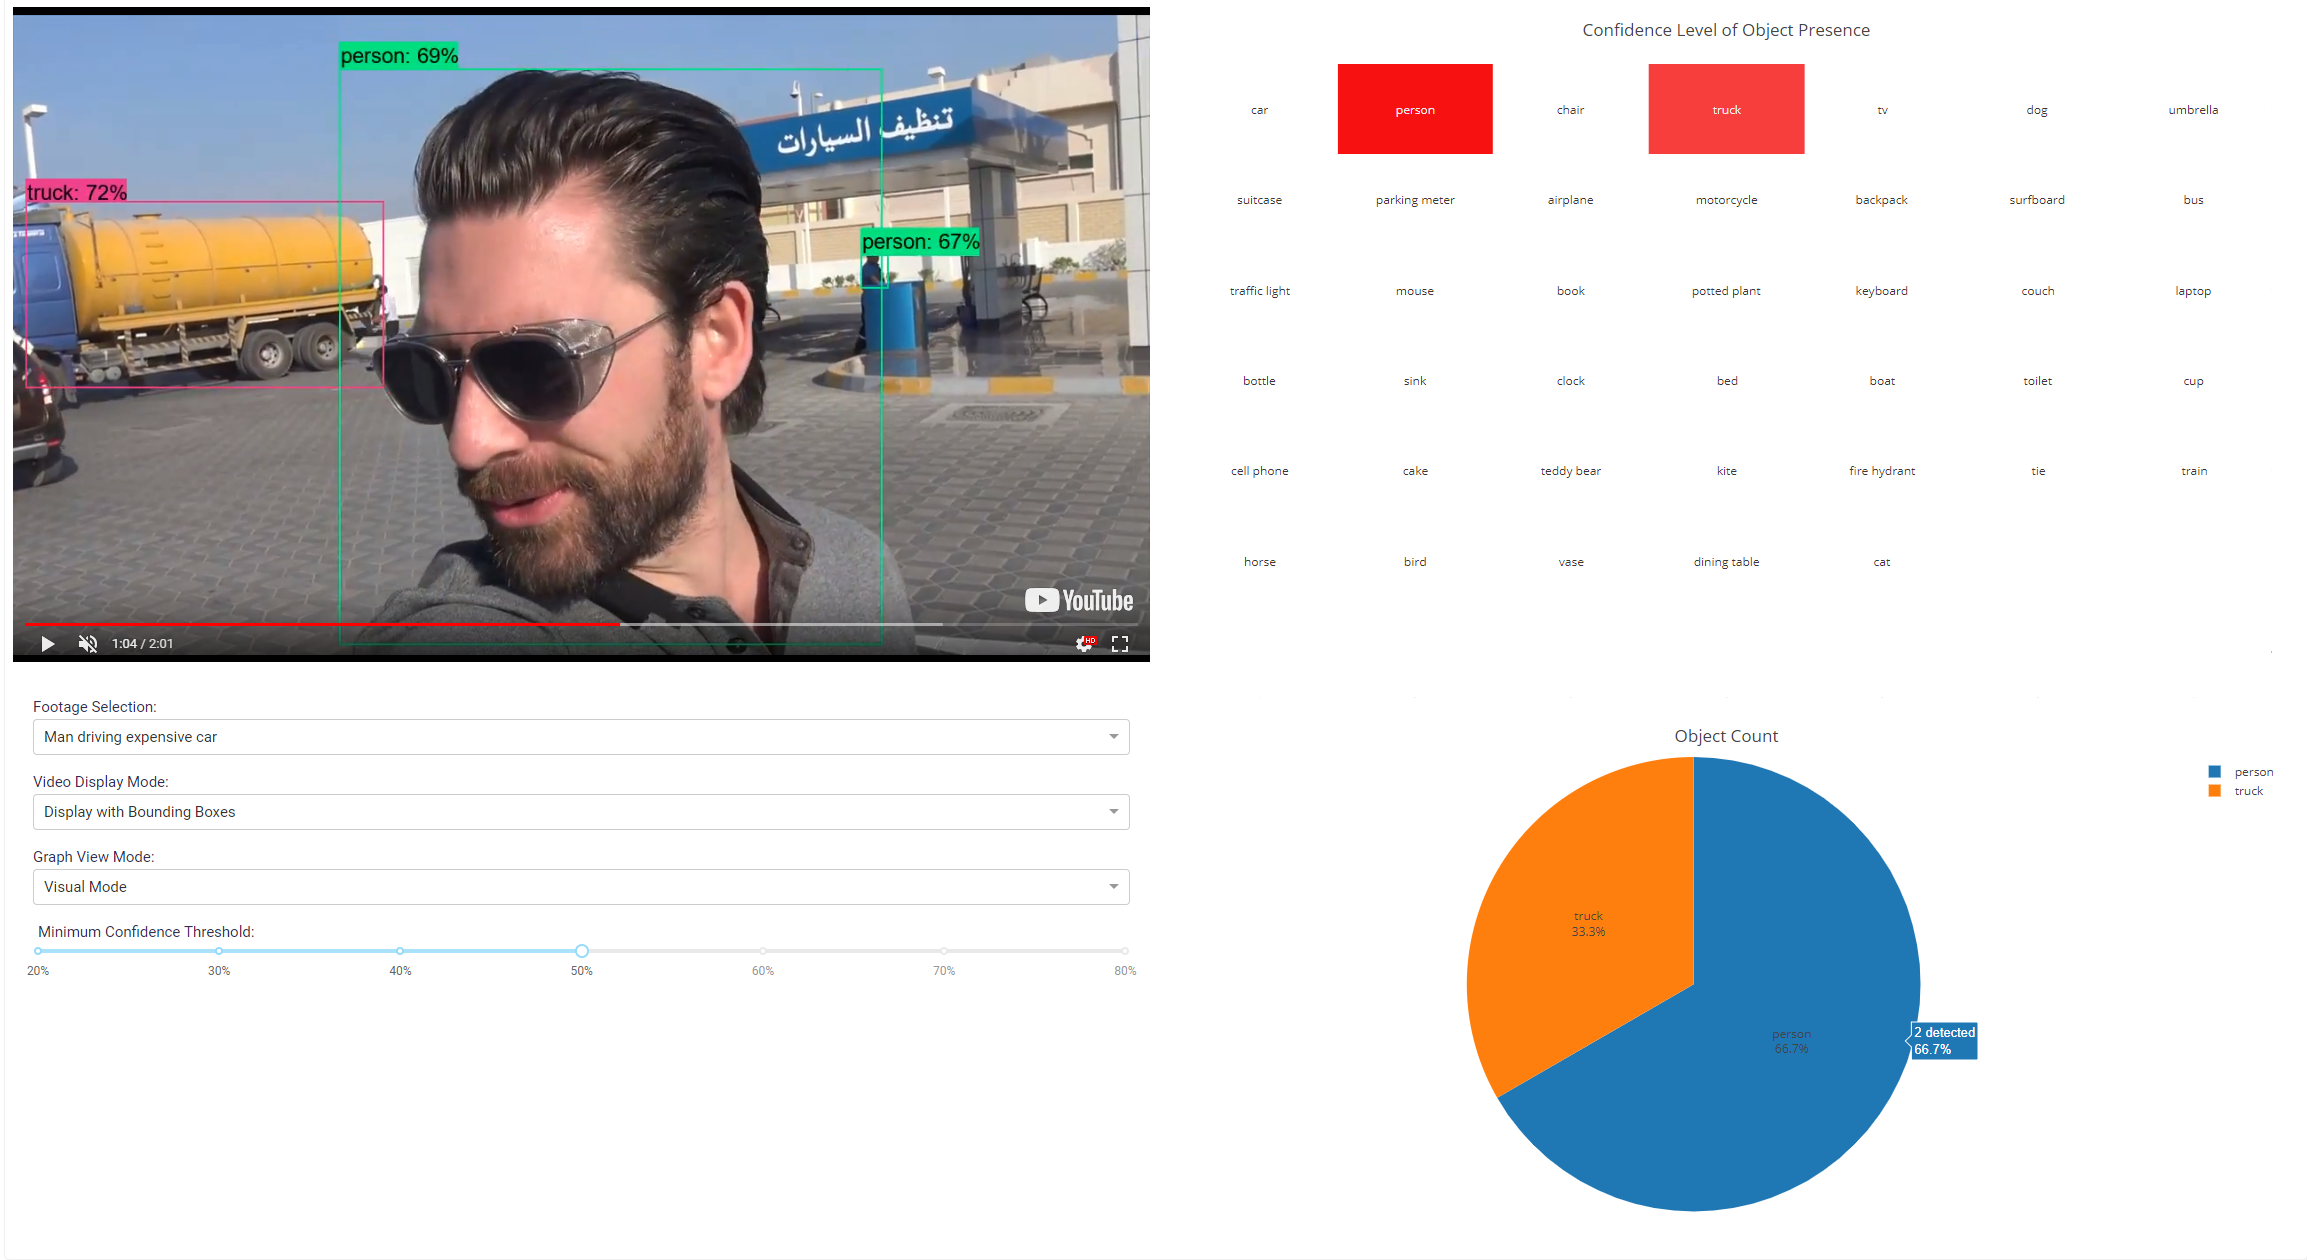 person: 69%
تنظيف السيارات
truck: 72%
person: 67%
YouTube
1:04 / 2:01
HD
Footage Selection:
Man driving expensive car
Video Display Mode:
Display with Bounding Boxes
Graph View Mode:
Visual Mode
Minimum Confidence Threshold:
20% 30% 40% 50% 60% 70% 80%
Confidence Level of Object Presence
car person chair truck tv dog umbrella
suitcase parking meter airplane motorcycle backpack surfboard bus
traffic light mouse book potted plant keyboard couch laptop
bottle sink clock bed boat toilet cup
cell phone cake teddy bear kite fire hydrant tie train
horse bird vase dining table cat
Object Count
person
truck
truck
33.3%
person
66.7%
2 detected
66.7%